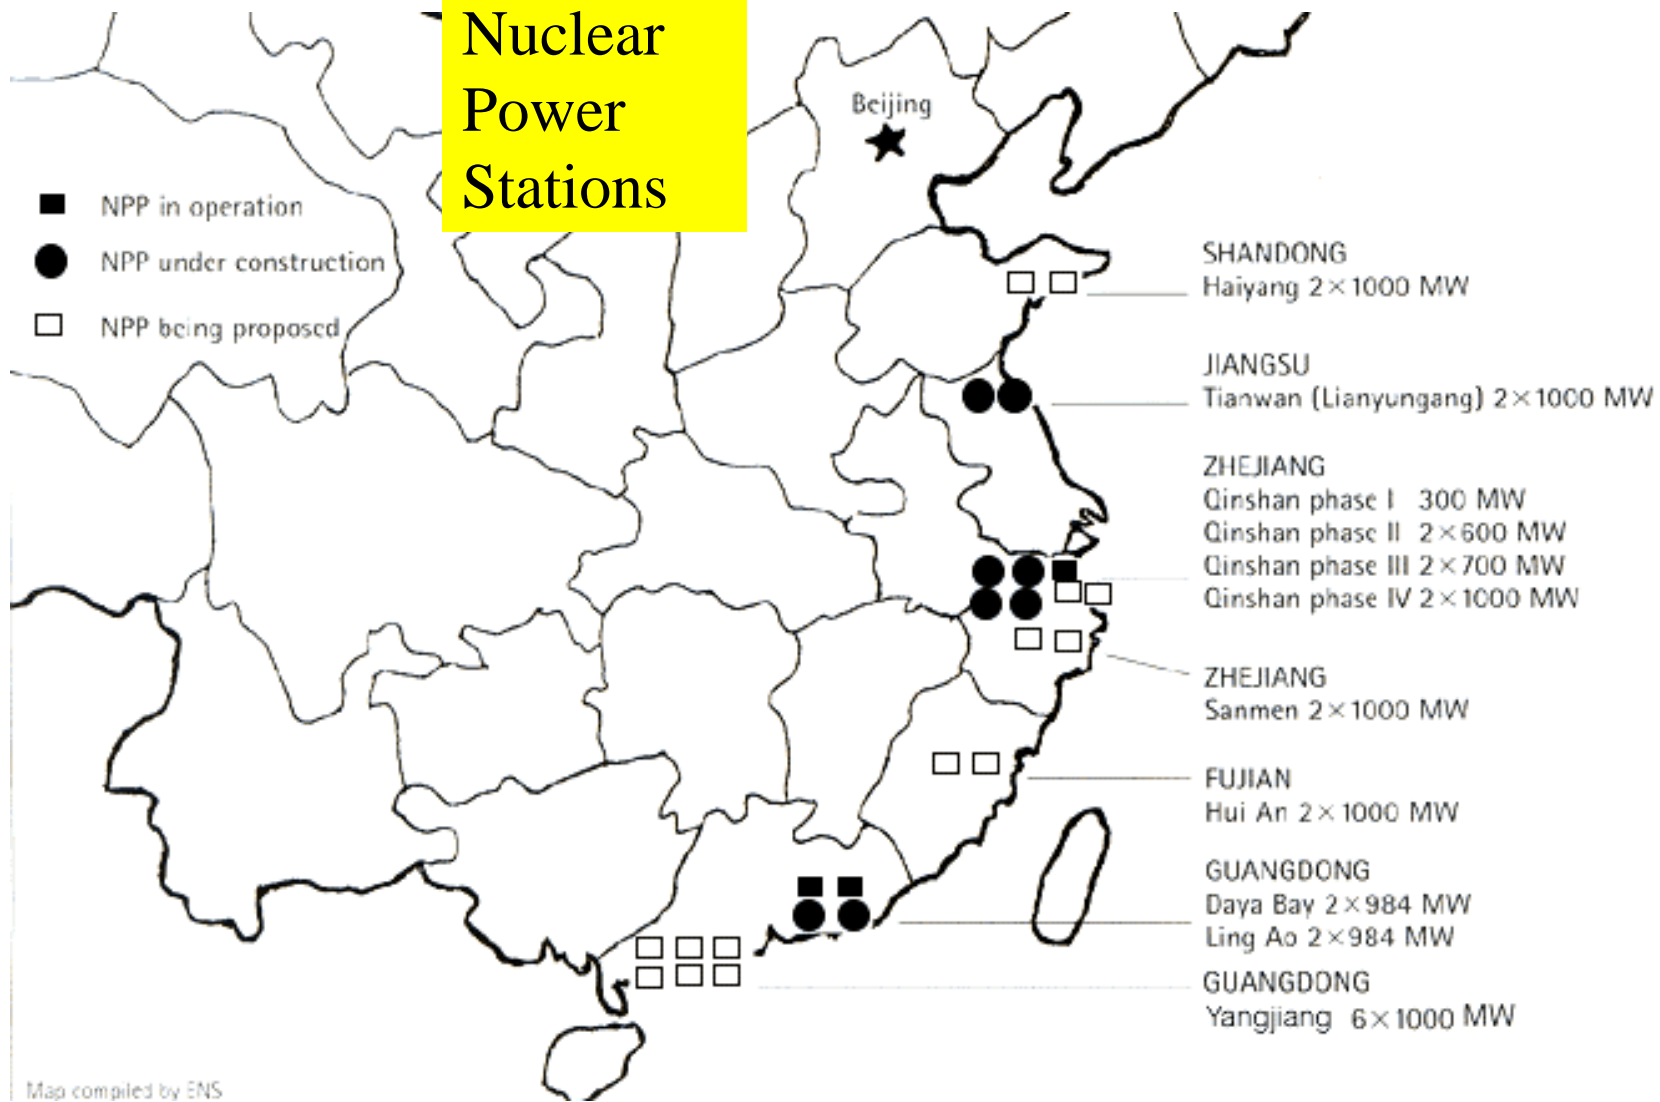 Nuclear
Power
Stations
Beijing
NPP in operation
NPP under construction
NPP being proposed
SHANDONG
Haiyang 2×1000 MW
JIANGSU
Tianwan (Lianyungang) 2×1000 MW
ZHEJIANG
Qinshan phase I 300 MW
Qinshan phase II 2×600 MW
Qinshan phase III 2×700 MW
Qinshan phase IV 2×1000 MW
ZHEJIANG
Sanmen 2×1000 MW
FUJIAN
Hui An 2×1000 MW
GUANGDONG
Daya Bay 2×984 MW
Ling Ao 2×984 MW
GUANGDONG
Yangjiang 6×1000 MW
Map compiled by ENS